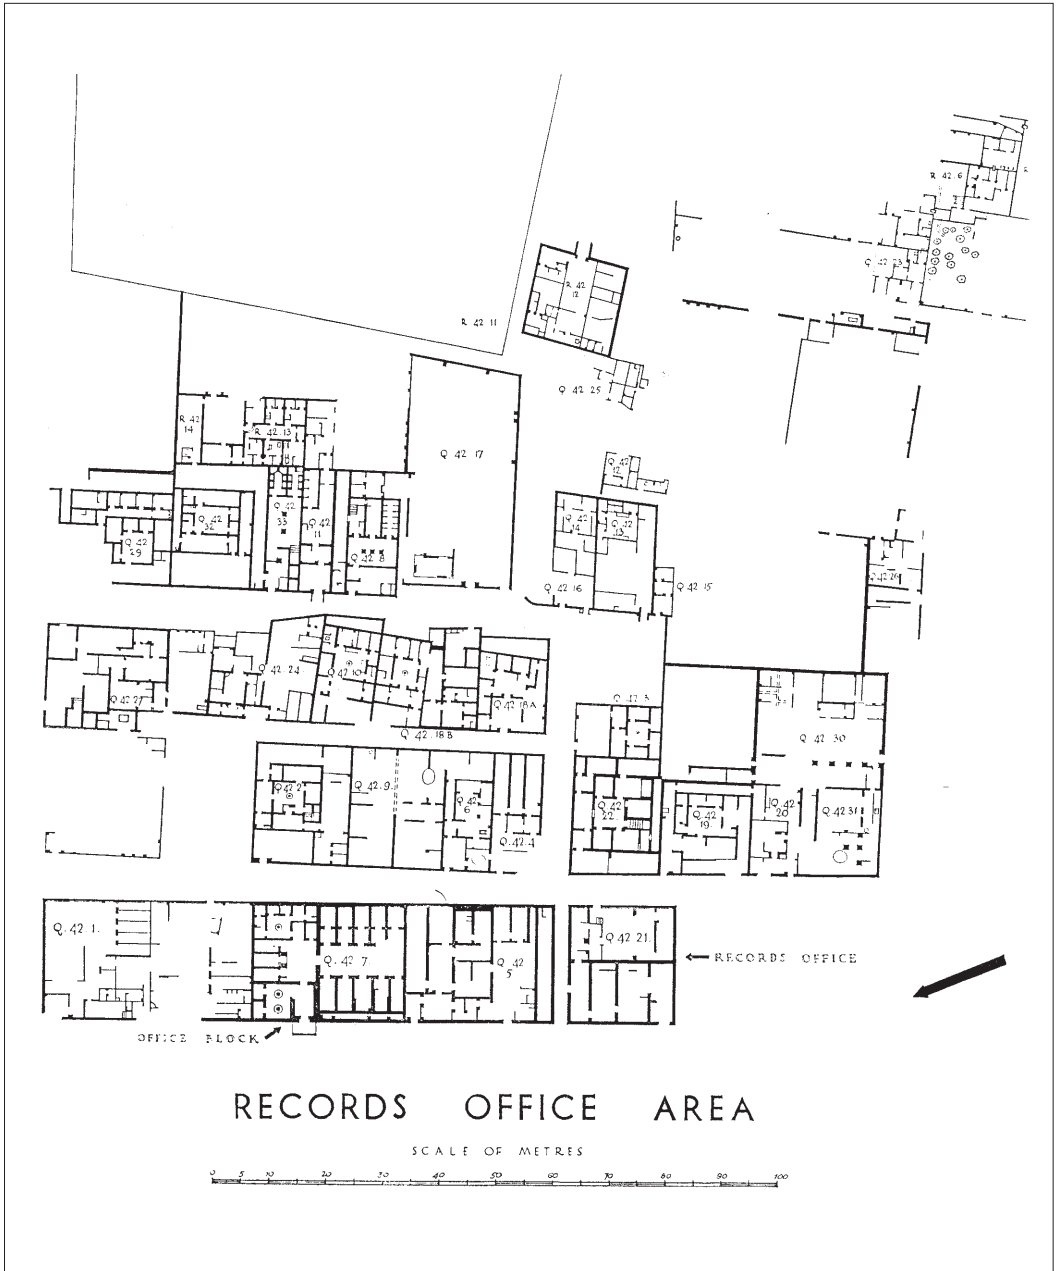 R 42. 6
Q 42 23
R 42 12
R 42 11
Q 42 25
R 42 14
R 42. 13
Q 42 17
Q 42 12
Q 42 32
Q 42 33
Q 42 11
Q 42 29
Q 42. 8
Q 42 14
Q 42 13
Q 42 16
Q 42 15
Q 42 26
Q 42 24
Q 42 10
Q 42 27
Q 42 18A
Q 42. 3
Q 42. 18B
Q 42 30
Q 42 2
Q 42. 9.
Q 42 6
Q 42. 4
Q 42 22.
Q 42 19.
Q 42 20
Q 42 31
Q. 42. 1.
Q. 42 7
Q 42 5
Q 42 21.
RECORDS OFFICE
OFFICE BLOCK
RECORDS OFFICE AREA
SCALE OF METRES
0 5 10 20 30 40 50 60 70 80 90 100